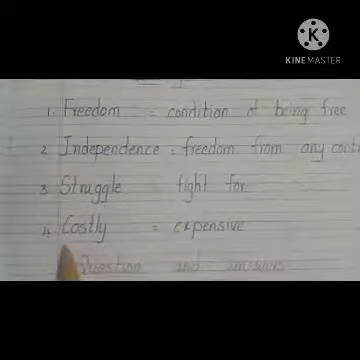 K
KINEMASTER
1. Freedom = condition of being free
2. Independence = freedom from any cont
3. Struggle = fight for
4. Costly = expensive
Question and answers